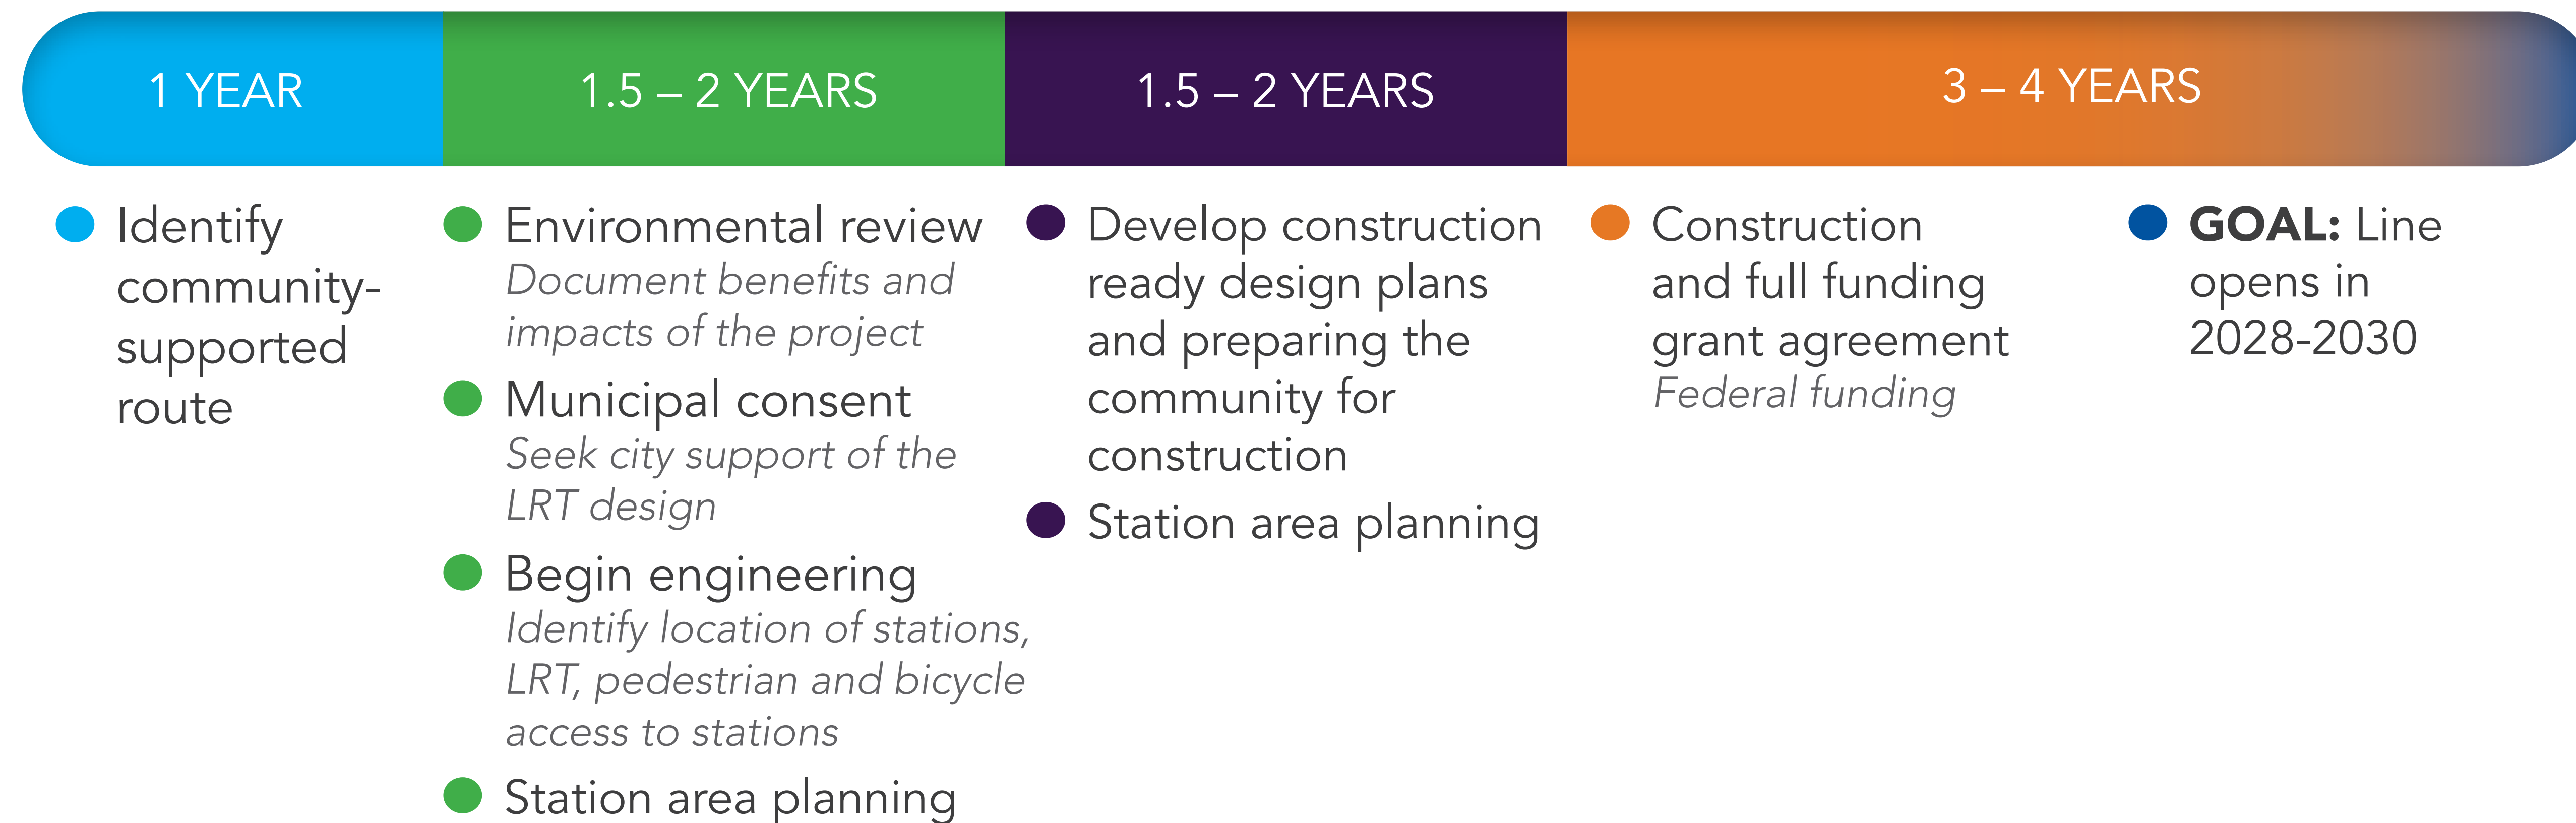 1 YEAR
1.5 – 2 YEARS
1.5 – 2 YEARS
3 – 4 YEARS
Identify
community-
supported
route
Environmental review
Document benefits and
impacts of the project
Municipal consent
Seek city support of the
LRT design
Begin engineering
Identify location of stations,
LRT, pedestrian and bicycle
access to stations
Station area planning
Develop construction
ready design plans
and preparing the
community for
construction
Station area planning
Construction
and full funding
grant agreement
Federal funding
GOAL: Line
opens in
2028-2030